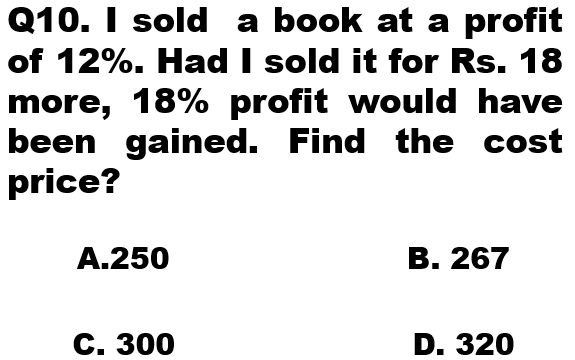 Q10. I sold a book at a profit
of 12%. Had I sold it for Rs. 18
more, 18% profit would have
been gained. Find the cost
price?
A.250 B. 267
C. 300 D. 320